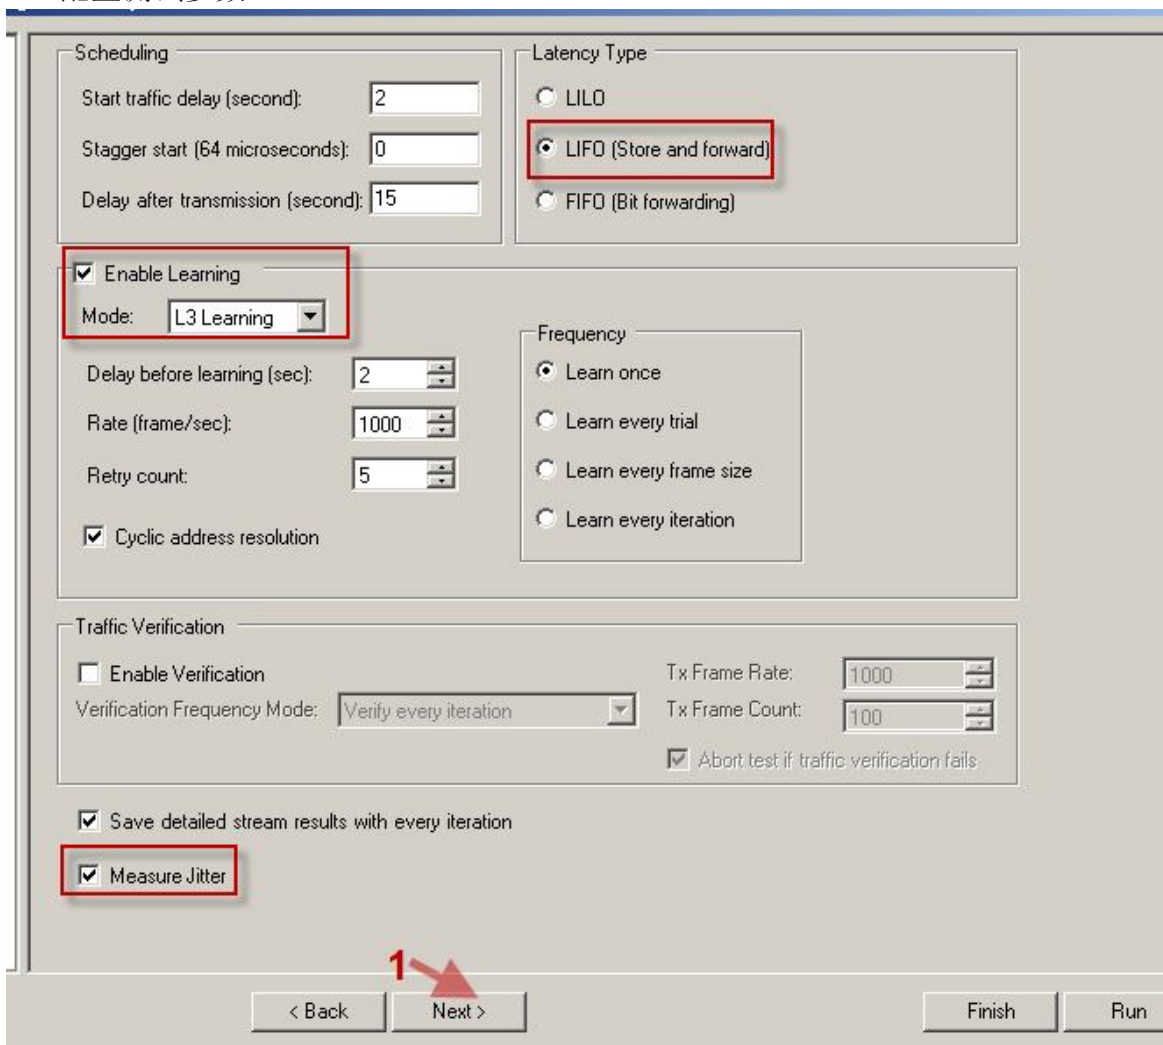 Scheduling
Start traffic delay (second): 2
Stagger start (64 microseconds): 0
Delay after transmission (second): 15
Latency Type
LILO
LIFO (Store and forward)
FIFO (Bit forwarding)
Enable Learning
Mode: L3 Learning
Delay before learning (sec): 2
Rate (frame/sec): 1000
Retry count: 5
Cyclic address resolution
Frequency
Learn once
Learn every trial
Learn every frame size
Learn every iteration
Traffic Verification
Enable Verification
Verification Frequency Mode: Verify every iteration
Tx Frame Rate: 1000
Tx Frame Count: 100
Abort test if traffic verification fails
Save detailed stream results with every iteration
Measure Jitter
1
< Back Next > Finish Run